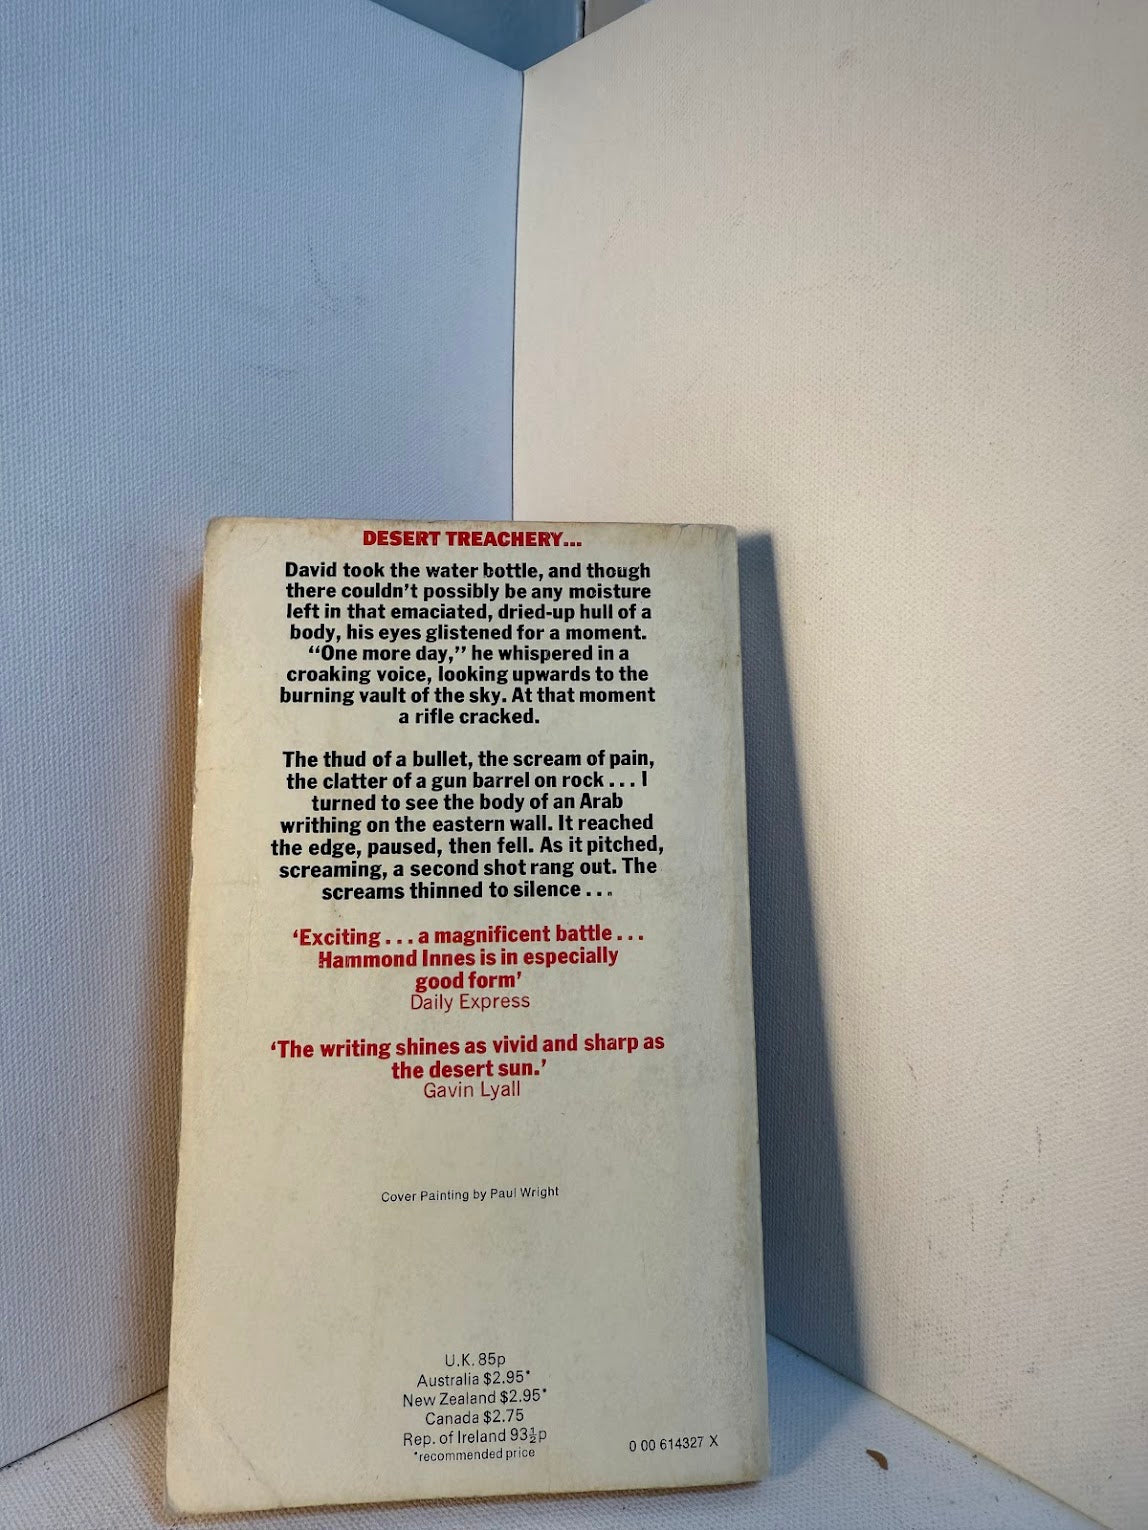 DESERT TREACHERY...
David took the water bottle, and though
there couldn't possibly be any moisture
left in that emaciated, dried-up hull of a
body, his eyes glistened for a moment.
“One more day,” he whispered in a
croaking voice, looking upwards to the
burning vault of the sky. At that moment
a rifle cracked.
The thud of a bullet, the scream of pain,
the clatter of a gun barrel on rock . . . I
turned to see the body of an Arab
writhing on the eastern wall. It reached
the edge, paused, then fell. As it pitched,
screaming, a second shot rang out. The
screams thinned to silence . . .
‘Exciting . . . a magnificent battle . . .
Hammond Innes is in especially
good form’
Daily Express
‘The writing shines as vivid and sharp as
the desert sun.’
Gavin Lyall
Cover Painting by Paul Wright
U.K. 85p
Australia $2.95*
New Zealand $2.95*
Canada $2.75
Rep. of Ireland 93½p
*recommended price
0 00 614327 X